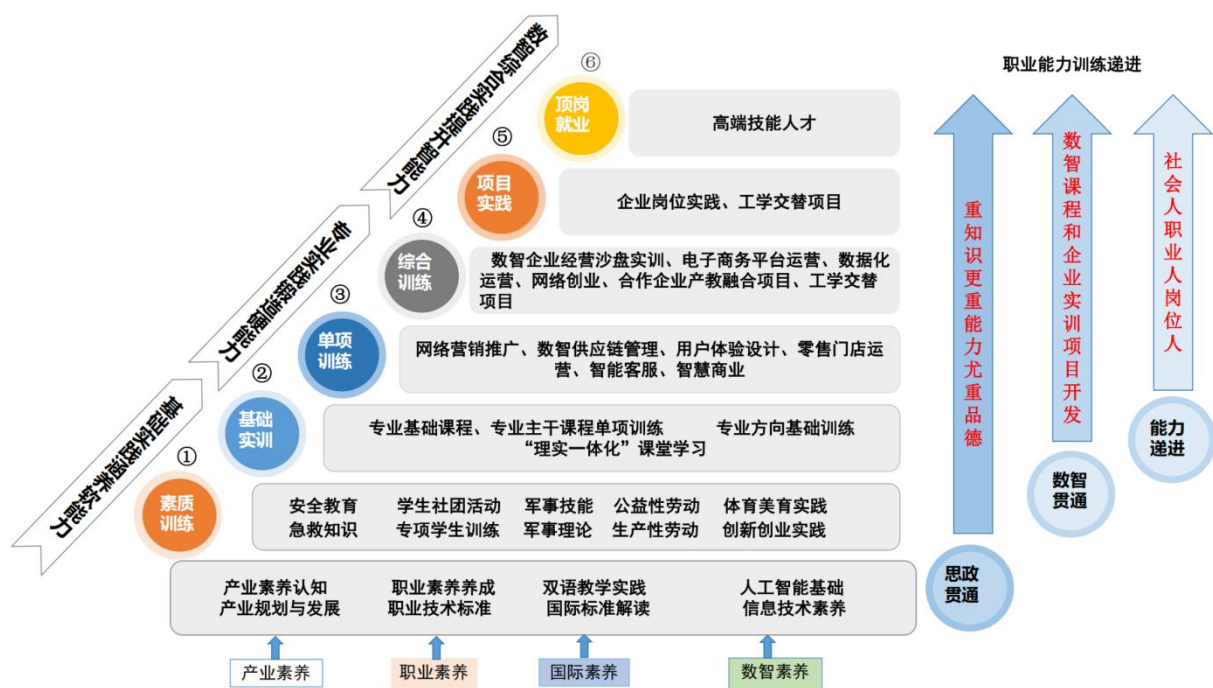 职业能力训练递进
数智综合实践提升智能力
专业实践锻造硬能力
基础实践涵养软能力
⑥
顶岗
就业
高端技能人才
⑤
项目
实践
企业岗位实践、工学交替项目
④
综合
训练
数智企业经营沙盘实训、电子商务平台运营、数据化
运营、网络创业、合作企业产教融合项目、工学交替
项目
③
单项
训练
网络营销推广、数智供应链管理、用户体验设计、零售门店运
营、智能客服、智慧商业
②
基础
实训
专业基础课程、专业主干课程单项训练 专业方向基础训练
“理实一体化”课堂学习
①
素质
训练
安全教育 学生社团活动 军事技能 公益性劳动 体育美育实践
急救知识 专项学生训练 军事理论 生产性劳动 创新创业实践
产业素养认知 职业素养养成 双语教学实践 人工智能基础
产业规划与发展 职业技术标准 国际标准解读 信息技术素养
产业素养 职业素养 国际素养 数智素养
重知识更重能力尤重品德
思政
贯通
数智课程和企业实训项目开发
数智
贯通
社会人职业人岗位人
能力
递进